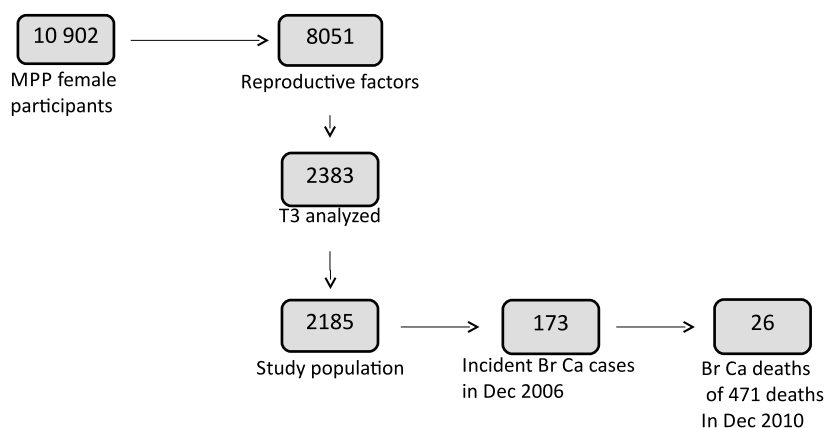 10 902
MPP female
participants
8051
Reproductive factors
2383
T3 analyzed
2185
Study population
173
Incident Br Ca cases
in Dec 2006
26
Br Ca deaths
of 471 deaths
In Dec 2010